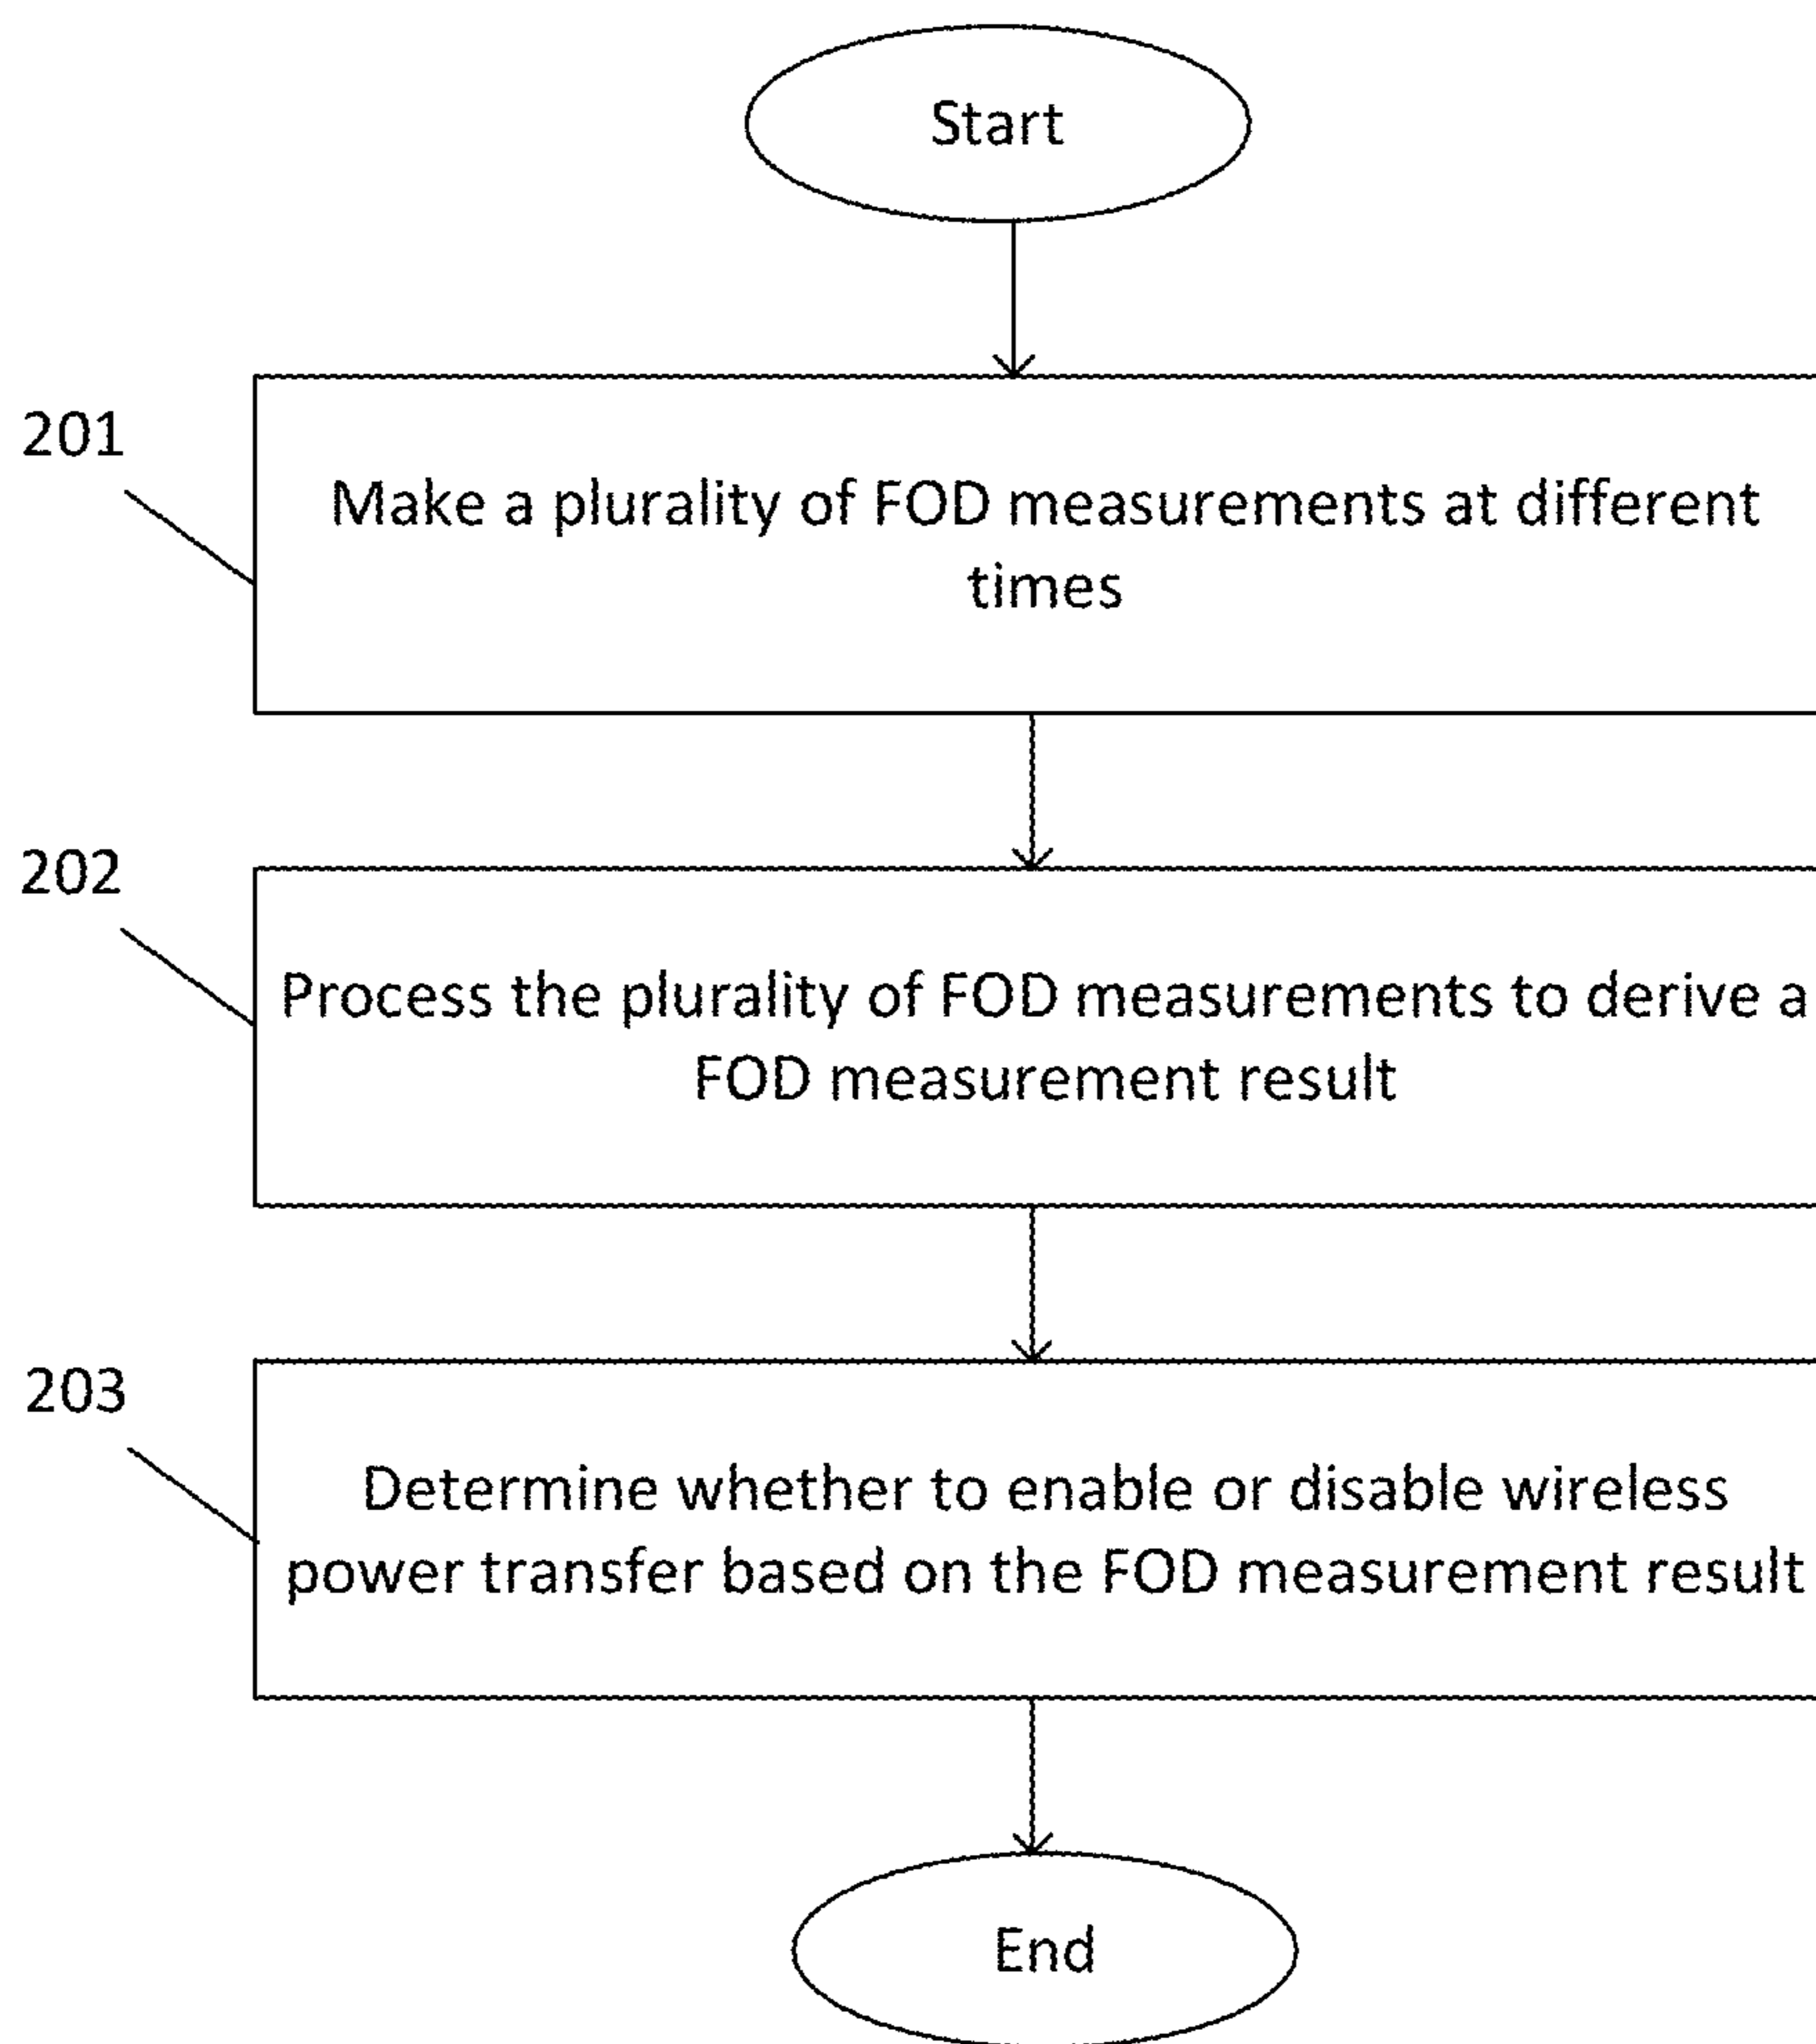 Start
201
Make a plurality of FOD measurements at different
times
202
Process the plurality of FOD measurements to derive a
FOD measurement result
203
Determine whether to enable or disable wireless
power transfer based on the FOD measurement result
End